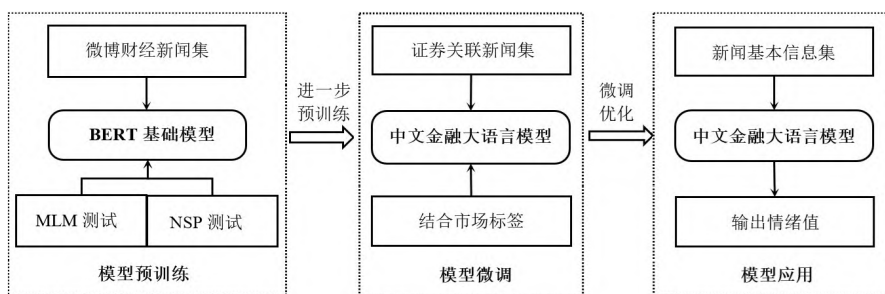 微博财经新闻集
BERT 基础模型
MLM 测试
NSP 测试
模型预训练
进一步
预训练
证券关联新闻集
中文金融大语言模型
结合市场标签
模型微调
微调
优化
新闻基本信息集
中文金融大语言模型
输出情绪值
模型应用